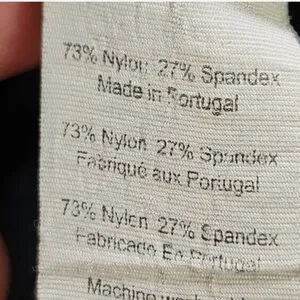 73% Nylon 27% Spandex
Made in Portugal
73% Nylon 27% Spandex
Fabriqué aux Portugal
73% Nylon 27% Spandex
Fabricado En Portugal
Machine